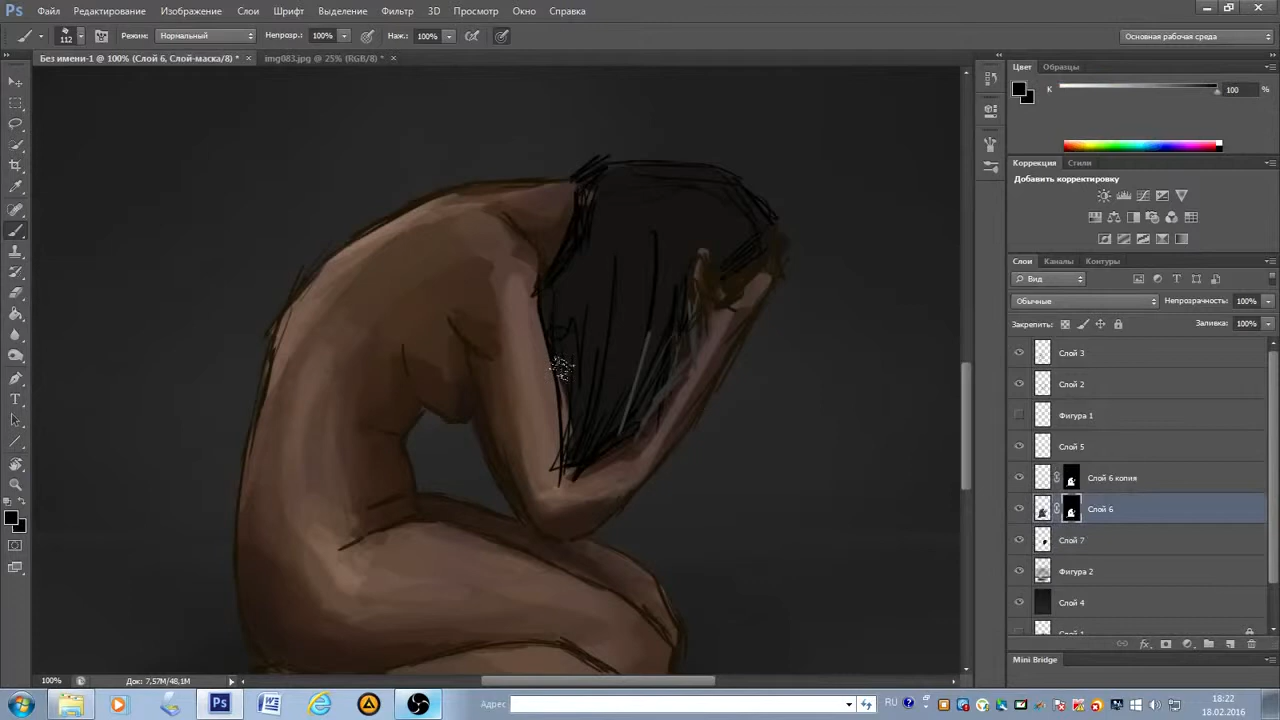 Ps Файл Редактирование Изображение Слои Шрифт Выделение Фильтр 3D Просмотр Окно Справка
112 Режим: Нормальный Непрозр.: 100% Наж.: 100% Основная рабочая среда
Без имени-1 @ 100% (Слой 6, Слой-маска/8) * × img083.jpg @ 25% (RGB/8) * ×
Цвет Образцы
K 100 %
Коррекция Стили
Добавить корректировку
Слои Каналы Контуры
Вид
Обычные Непрозрачность: 100%
Закрепить: Заливка: 100%
Слой 3
Слой 2
Фигура 1
Слой 5
Слой 6 копия
Слой 6
Слой 7
Фигура 2
Слой 4
Слой 1
Mini Bridge
100% Док: 7,57M/48,1M
Ps W Адрес RU 18:22
18.02.2016